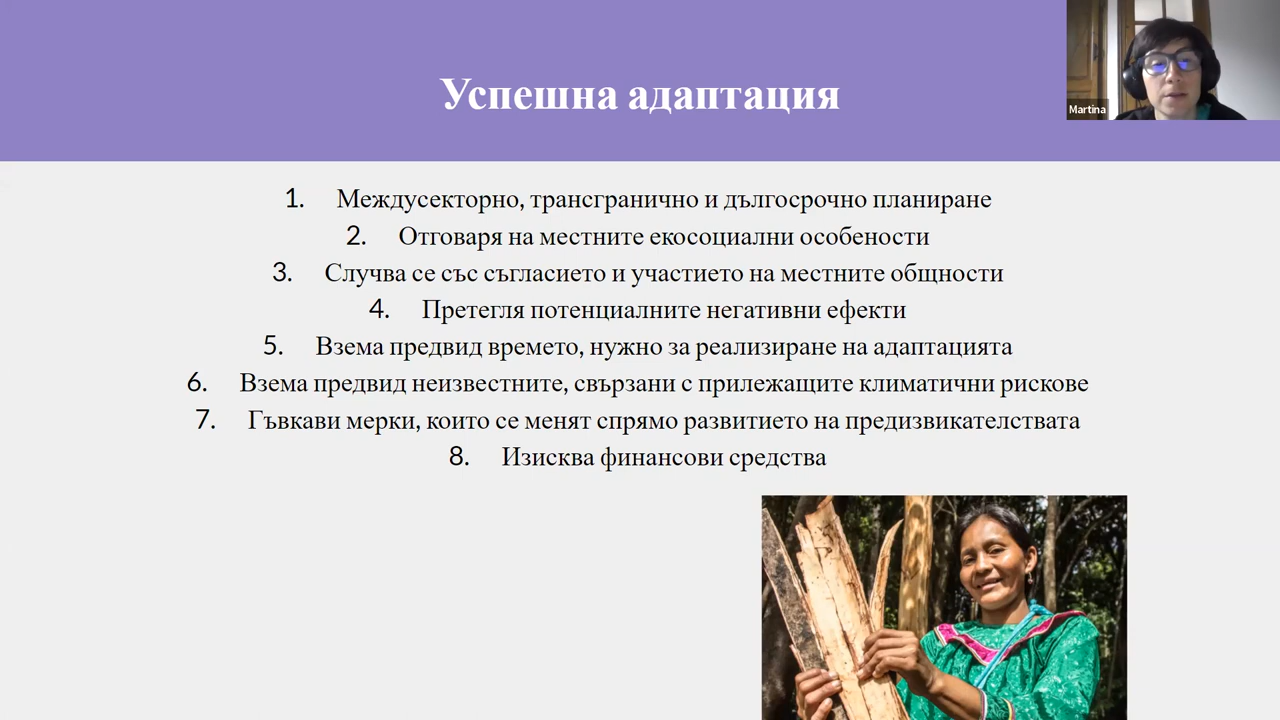 Успешна адаптация
Martina
1. Междусекторно, трансгранично и дългосрочно планиране
2. Отговаря на местните екосоциални особености
3. Случва се със съгласието и участието на местните общности
4. Претегля потенциалните негативни ефекти
5. Взема предвид времето, нужно за реализиране на адаптацията
6. Взема предвид неизвестните, свързани с прилежащите климатични рискове
7. Гъвкави мерки, които се менят спрямо развитието на предизвикателствата
8. Изисква финансови средства